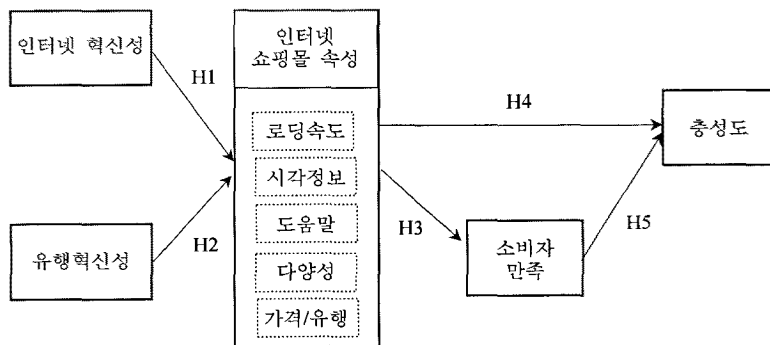 인터넷 혁신성
H1
유행혁신성
H2
인터넷
쇼핑몰 속성
로딩속도
시각정보
도움말
다양성
가격/유행
H4
H3
소비자
만족
H5
충성도